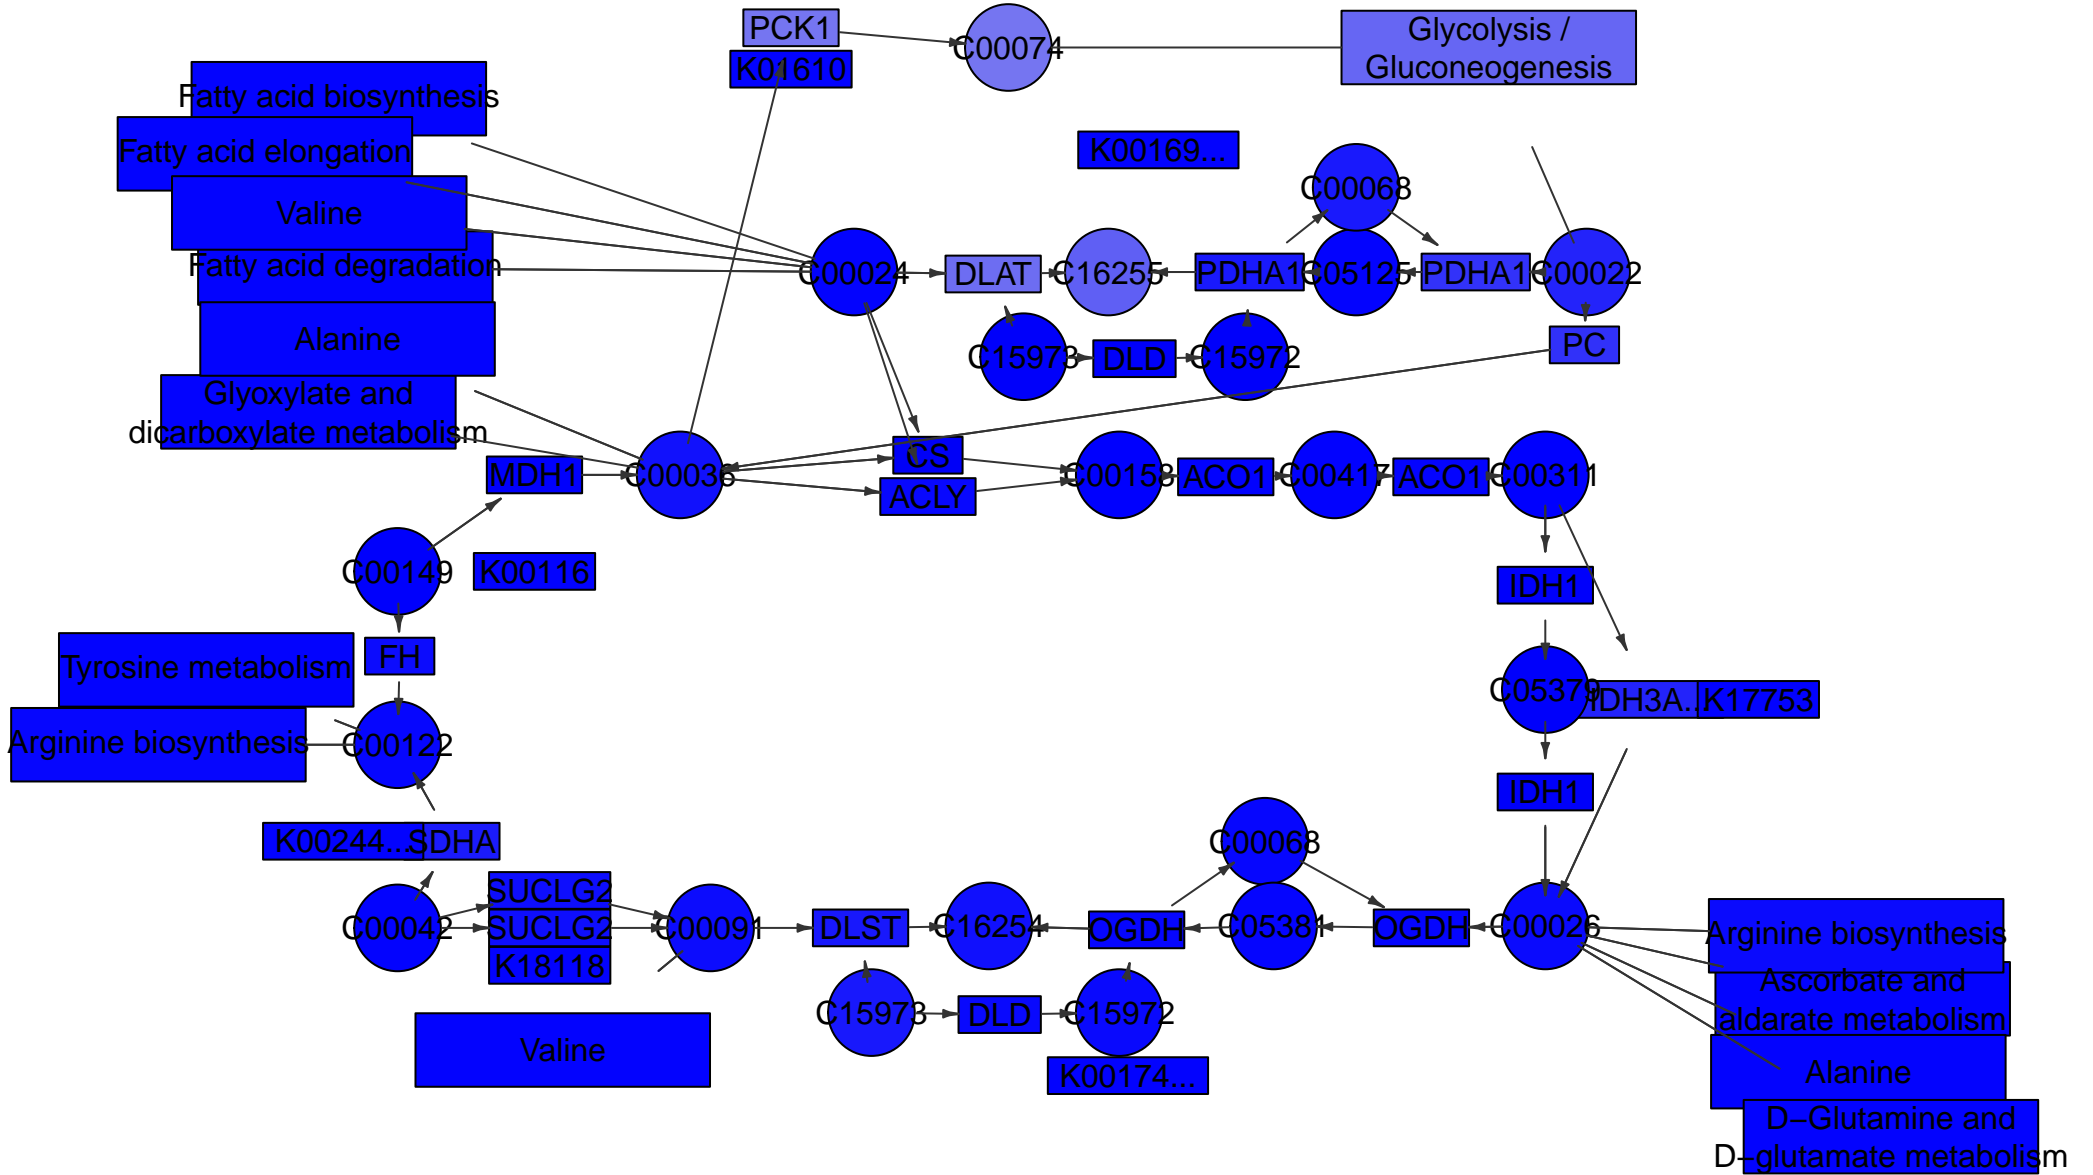 PCK1
C00074
Glycolysis /
Gluconeogenesis
K01610
Fatty acid biosynthesis
Fatty acid elongation
K00169...
C00068
Valine
Fatty acid degradation
C00024
DLAT
C16255
PDHA1
C05125
PDHA1
C00022
Alanine
C15973
DLD
C15972
PC
Glyoxylate and
dicarboxylate metabolism
MDH1
C00036
CS
ACLY
C00158
ACO1
C00417
ACO1
C00311
C00149
K00116
IDH1
FH
Tyrosine metabolism
C05379
IDH3A...
K17753
Arginine biosynthesis
C00122
IDH1
K00244...
SDHA
C00068
SUCLG2
C00042
SUCLG2
C00091
DLST
C16254
OGDH
C05381
OGDH
C00026
Arginine biosynthesis
K18118
Ascorbate and
aldarate metabolism
C15973
DLD
C15972
Valine
K00174...
Alanine
D−Glutamine and
D−glutamate metabolism